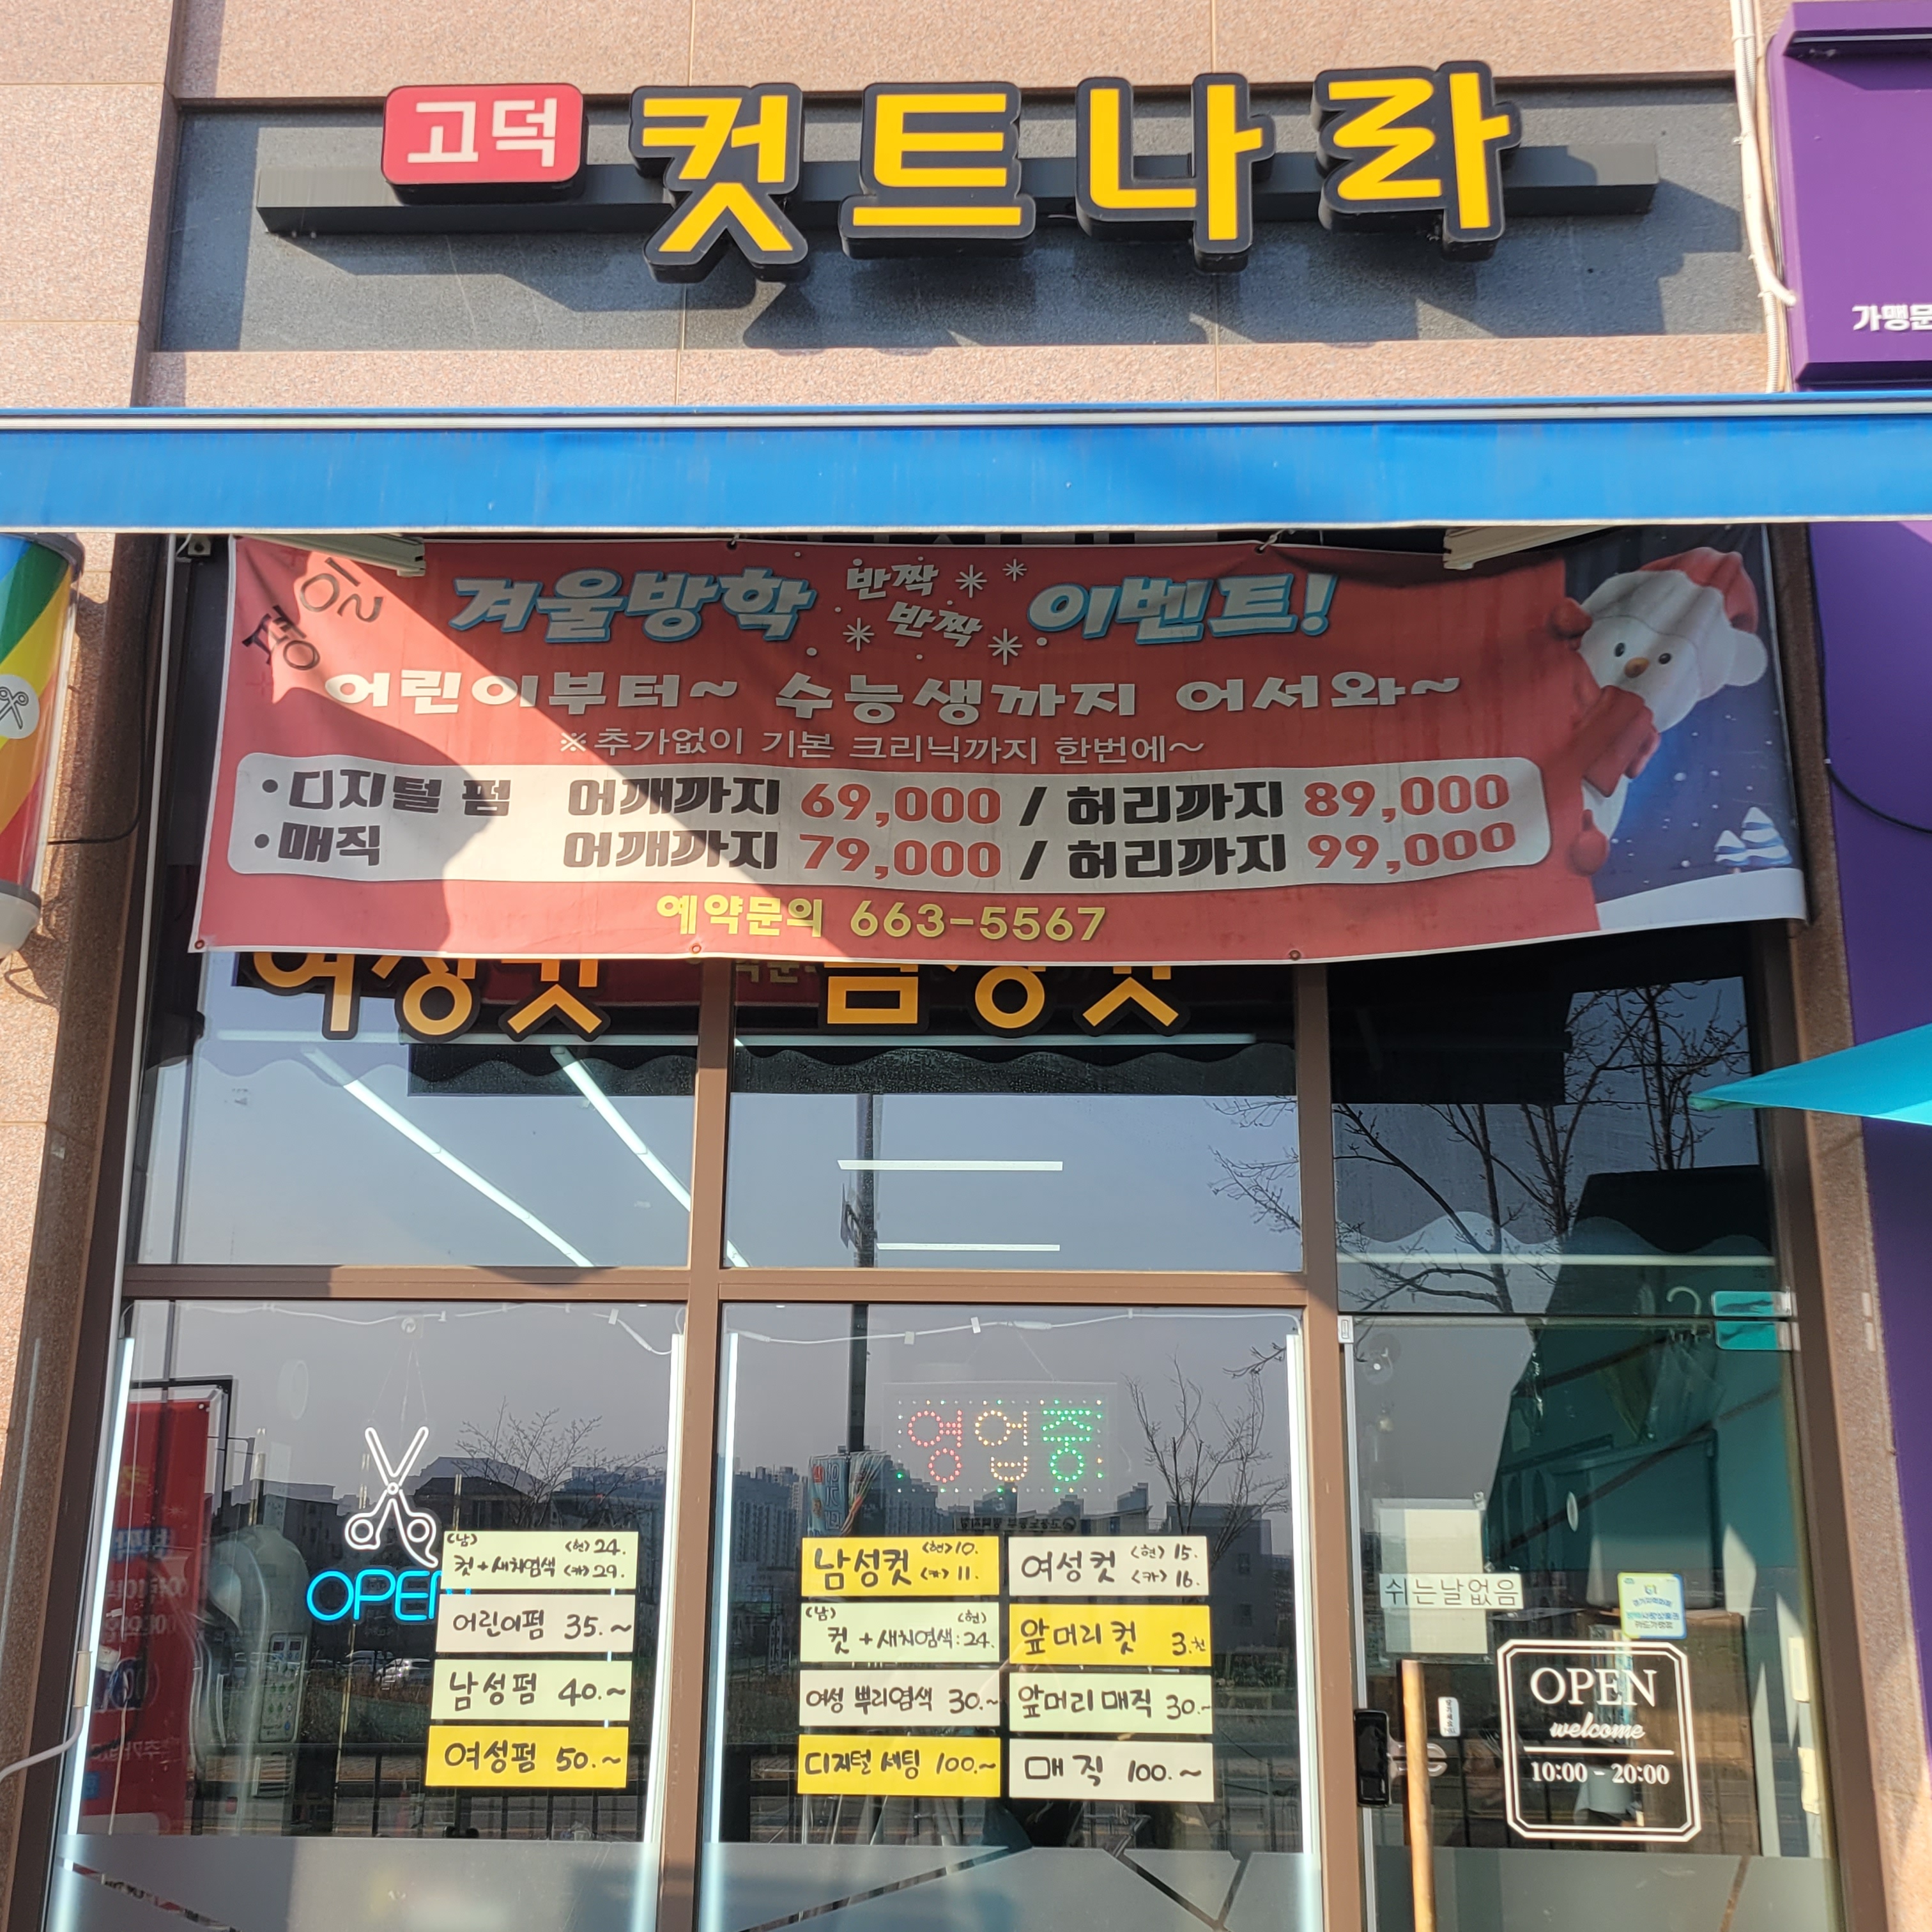 고덕 컷트나라
가맹문
평일
겨울방학 반짝 반짝 이벤트!
어린이부터~ 수능생까지 어서와~
※추가없이 기본 크리닉까지 한번에~
•디지털 펌 어깨까지 69,000 / 허리까지 89,000
•매직 어깨까지 79,000 / 허리까지 99,000
예약문의 663-5567
여성컷 남성컷
영업중
OPEN
(남) 컷+새치염색 <현>24. <카>29.
어린이펌 35.~
남성펌 40.~
여성펌 50.~
남성컷 <현>10. <카>11.
(남) 컷+새치염색:24. (현)
여성 뿌리염색 30.~
디지털 세팅 100.~
여성컷 <현>15. <카>16.
앞머리컷 3.천
앞머리매직 30.~
매직 100.~
쉬는날없음
OPEN
welcome
10:00 - 20:00